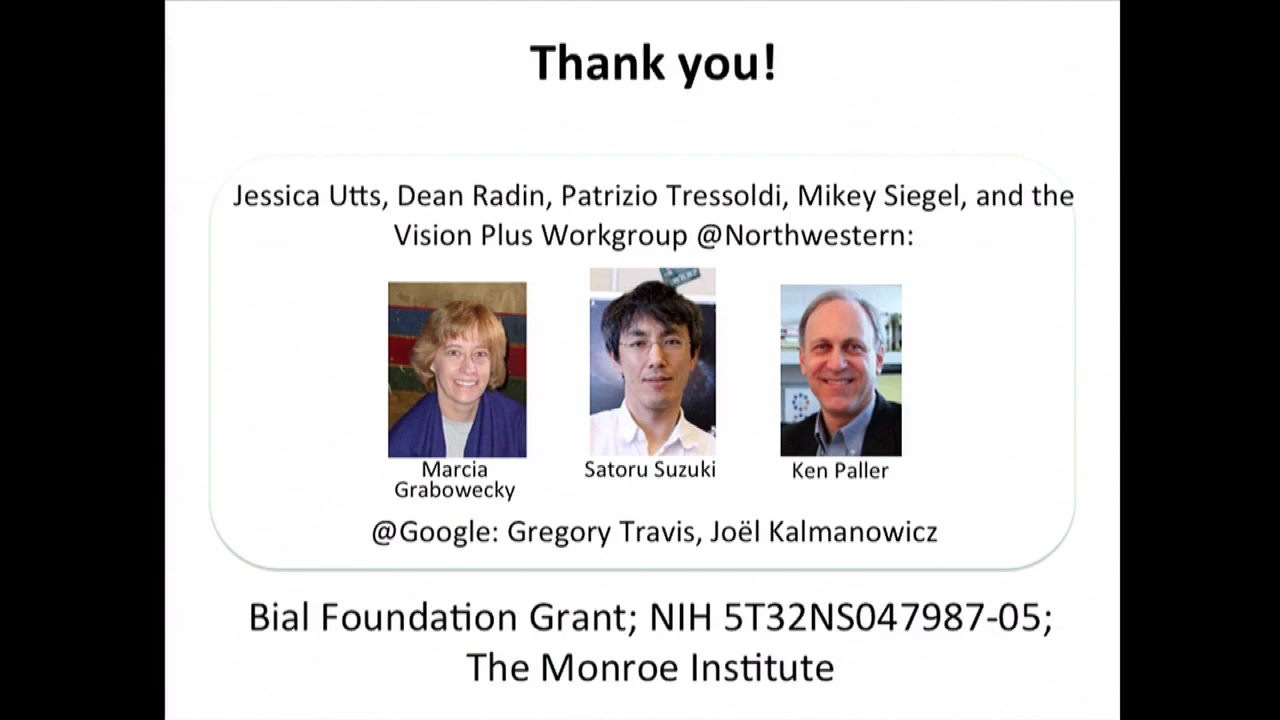 Thank you!
Jessica Utts, Dean Radin, Patrizio Tressoldi, Mikey Siegel, and the
Vision Plus Workgroup @Northwestern:
Marcia
Grabowecky
Satoru Suzuki
Ken Paller
@Google: Gregory Travis, Joël Kalmanowicz
Bial Foundation Grant; NIH 5T32NS047987-05;
The Monroe Institute